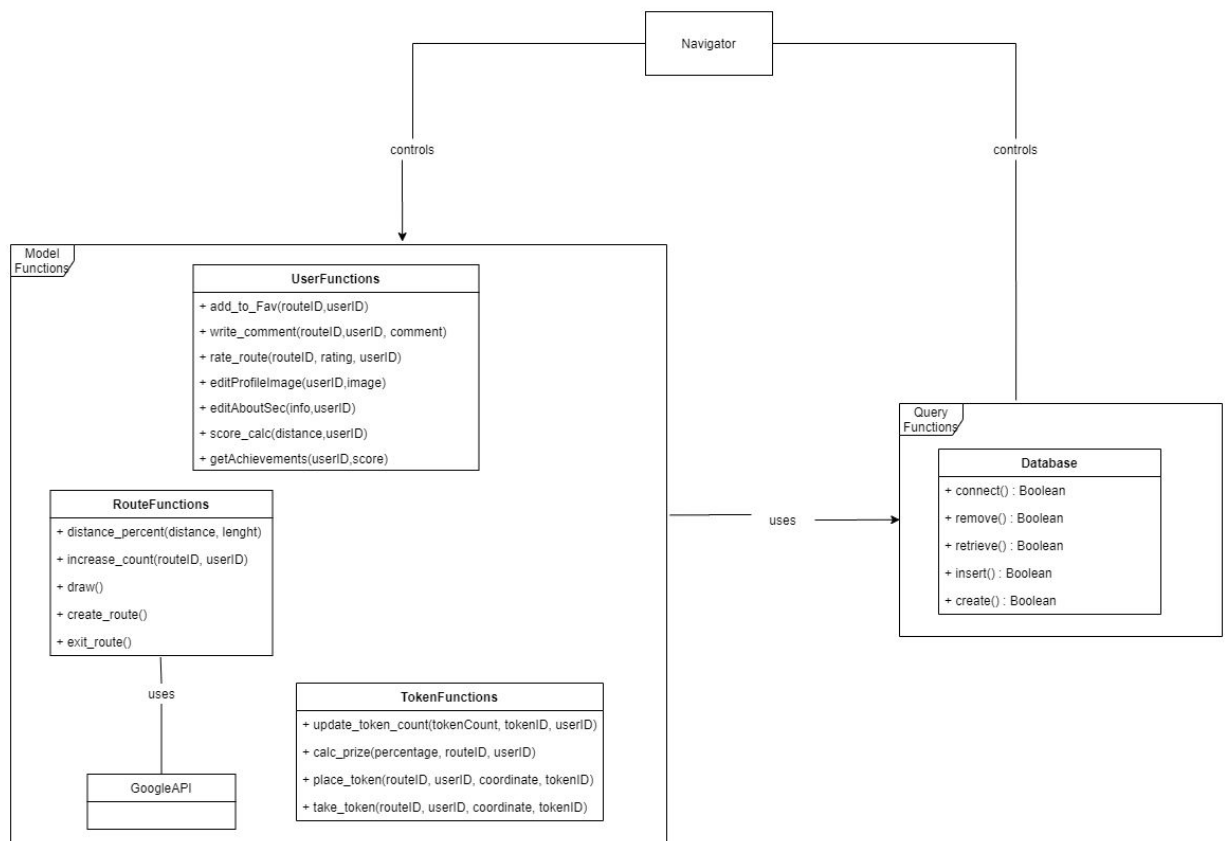 Navigator
controls
controls
Model
Functions
UserFunctions
+ add_to_Fav(routeID,userID)
+ write_comment(routeID,userID, comment)
+ rate_route(routeID, rating, userID)
+ editProfileImage(userID,image)
+ editAboutSec(info,userID)
+ score_calc(distance,userID)
+ getAchievements(userID,score)
RouteFunctions
+ distance_percent(distance, lenght)
+ increase_count(routeID, userID)
+ draw()
+ create_route()
+ exit_route()
uses
GoogleAPI
TokenFunctions
+ update_token_count(tokenCount, tokenID, userID)
+ calc_prize(percentage, routeID, userID)
+ place_token(routeID, userID, coordinate, tokenID)
+ take_token(routeID, userID, coordinate, tokenID)
uses
Query
Functions
Database
+ connect() : Boolean
+ remove() : Boolean
+ retrieve() : Boolean
+ insert() : Boolean
+ create() : Boolean